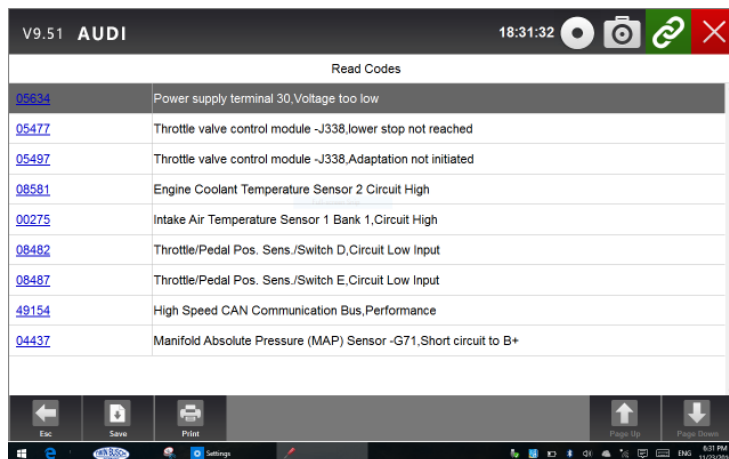 V9.51 AUDI 18:31:32
Read Codes
05634 Power supply terminal 30,Voltage too low
05477 Throttle valve control module -J338,lower stop not reached
05497 Throttle valve control module -J338,Adaptation not initiated
08581 Engine Coolant Temperature Sensor 2 Circuit High
00275 Intake Air Temperature Sensor 1 Bank 1,Circuit High
08482 Throttle/Pedal Pos. Sens./Switch D,Circuit Low Input
08487 Throttle/Pedal Pos. Sens./Switch E,Circuit Low Input
49154 High Speed CAN Communication Bus,Performance
04437 Manifold Absolute Pressure (MAP) Sensor -G71,Short circuit to B+
Esc Save Print Page Up Page Down
Settings ENG 6:31 PM